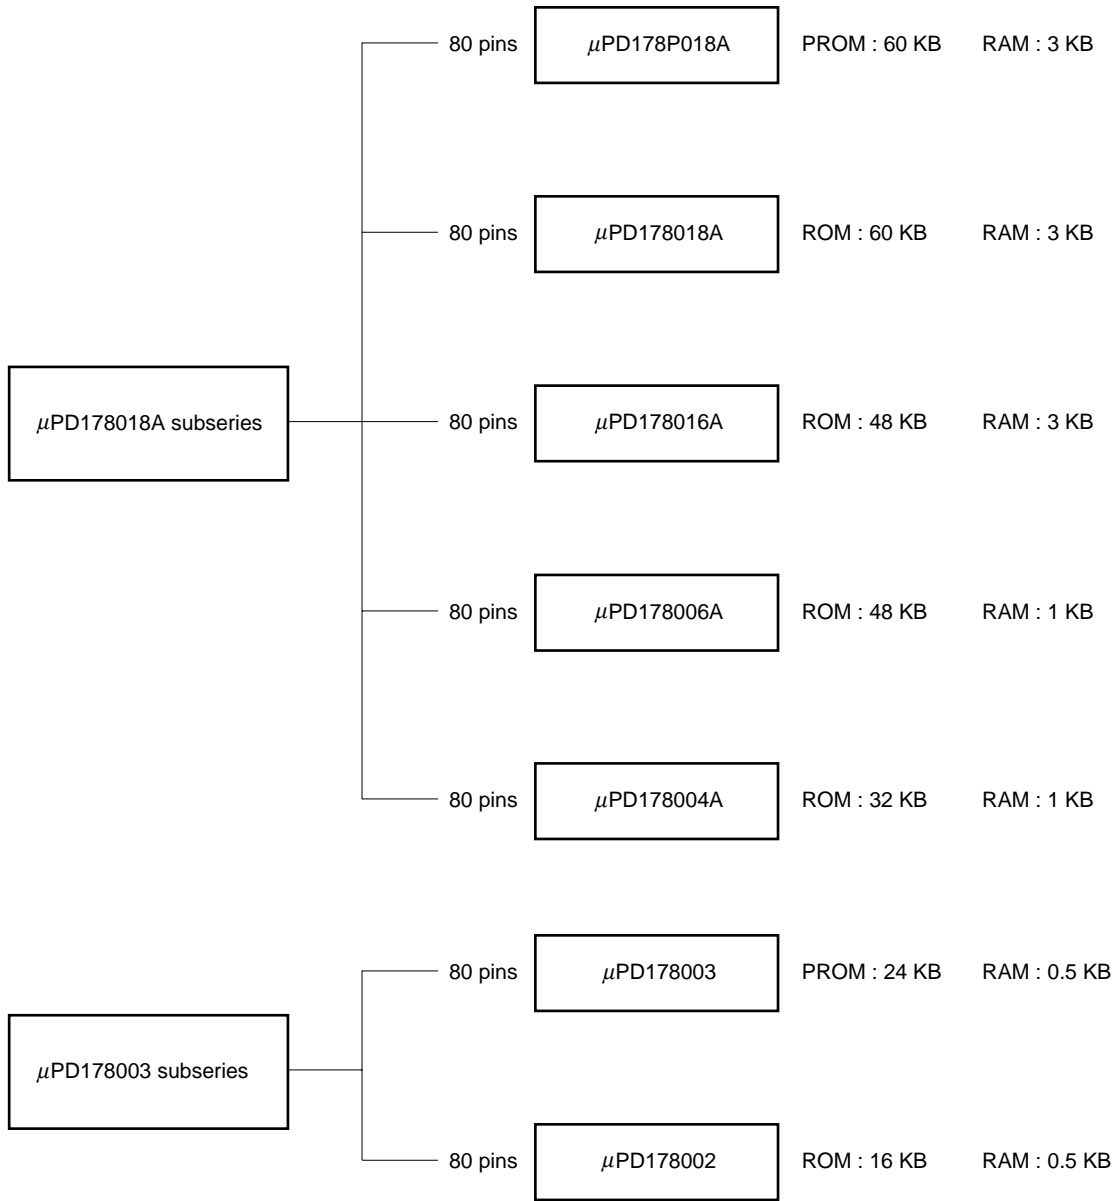 80 pins μPD178P018A PROM : 60 KB RAM : 3 KB
80 pins μPD178018A ROM : 60 KB RAM : 3 KB
μPD178018A subseries 80 pins μPD178016A ROM : 48 KB RAM : 3 KB
80 pins μPD178006A ROM : 48 KB RAM : 1 KB
80 pins μPD178004A ROM : 32 KB RAM : 1 KB
80 pins μPD178003 PROM : 24 KB RAM : 0.5 KB
μPD178003 subseries
80 pins μPD178002 ROM : 16 KB RAM : 0.5 KB